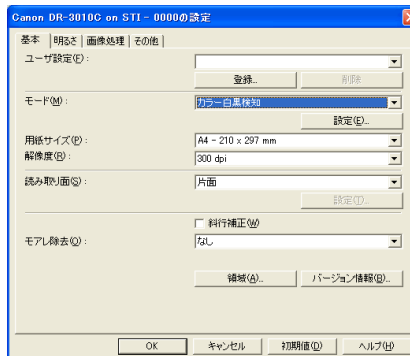 Canon DR-3010C on STI - 0000の設定
基本 明るさ 画像処理 その他
ユーザ設定(F):
登録... 削除
モード(M): カラー白黒検知
設定(E)...
用紙サイズ(P): A4 - 210 x 297 mm
解像度(R): 300 dpi
読み取り面(S): 片面
設定(T)...
斜行補正(W)
モアレ除去(O): なし
領域(A)... バージョン情報(B)...
OK キャンセル 初期値(D) ヘルプ(H)